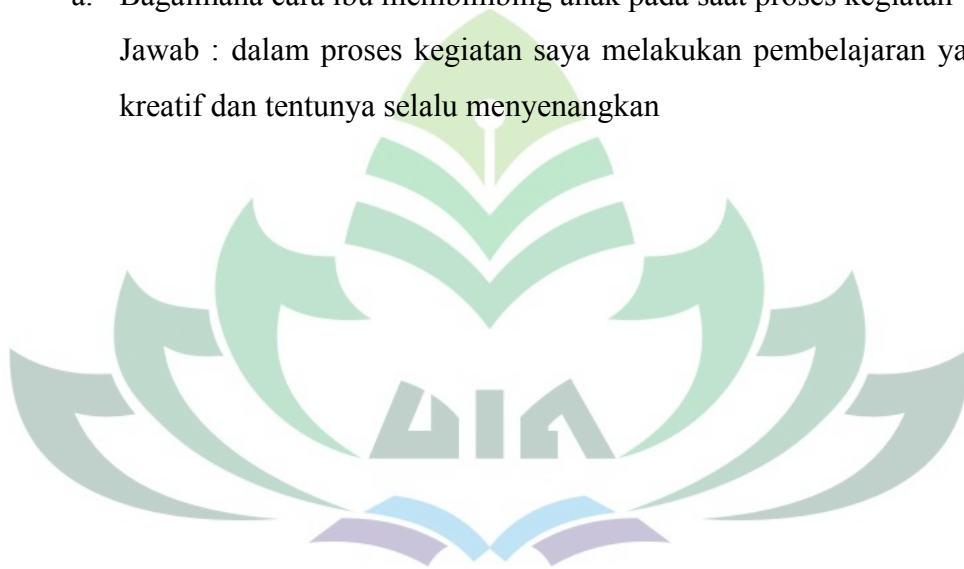 a. Bagaimana cara ibu membimbing anak pada saat proses kegiatan
Jawab : dalam proses kegiatan saya melakukan pembelajaran
kreatif dan tentunya selalu menyenangkan
UIN